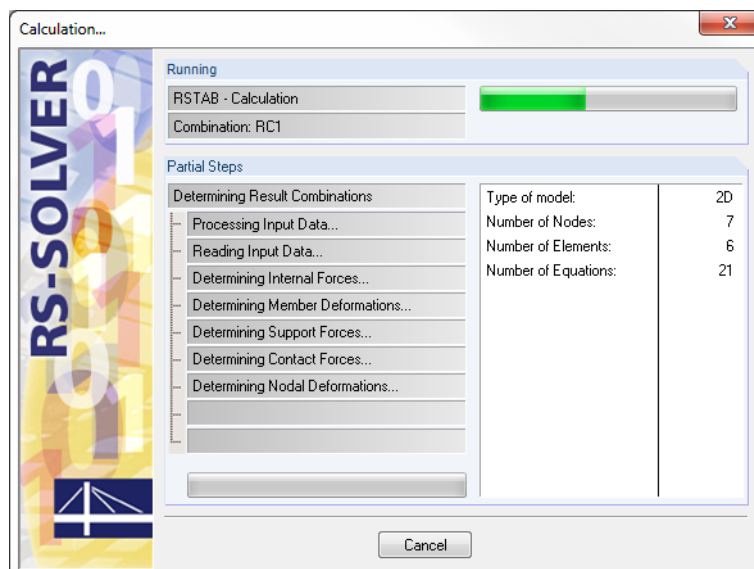 Calculation...
RS-SOLVER
Running
RSTAB - Calculation
Combination: RC1
Partial Steps
Determining Result Combinations
Processing Input Data...
Reading Input Data...
Determining Internal Forces...
Determining Member Deformations...
Determining Support Forces...
Determining Contact Forces...
Determining Nodal Deformations...
Type of model: 2D
Number of Nodes: 7
Number of Elements: 6
Number of Equations: 21
Cancel